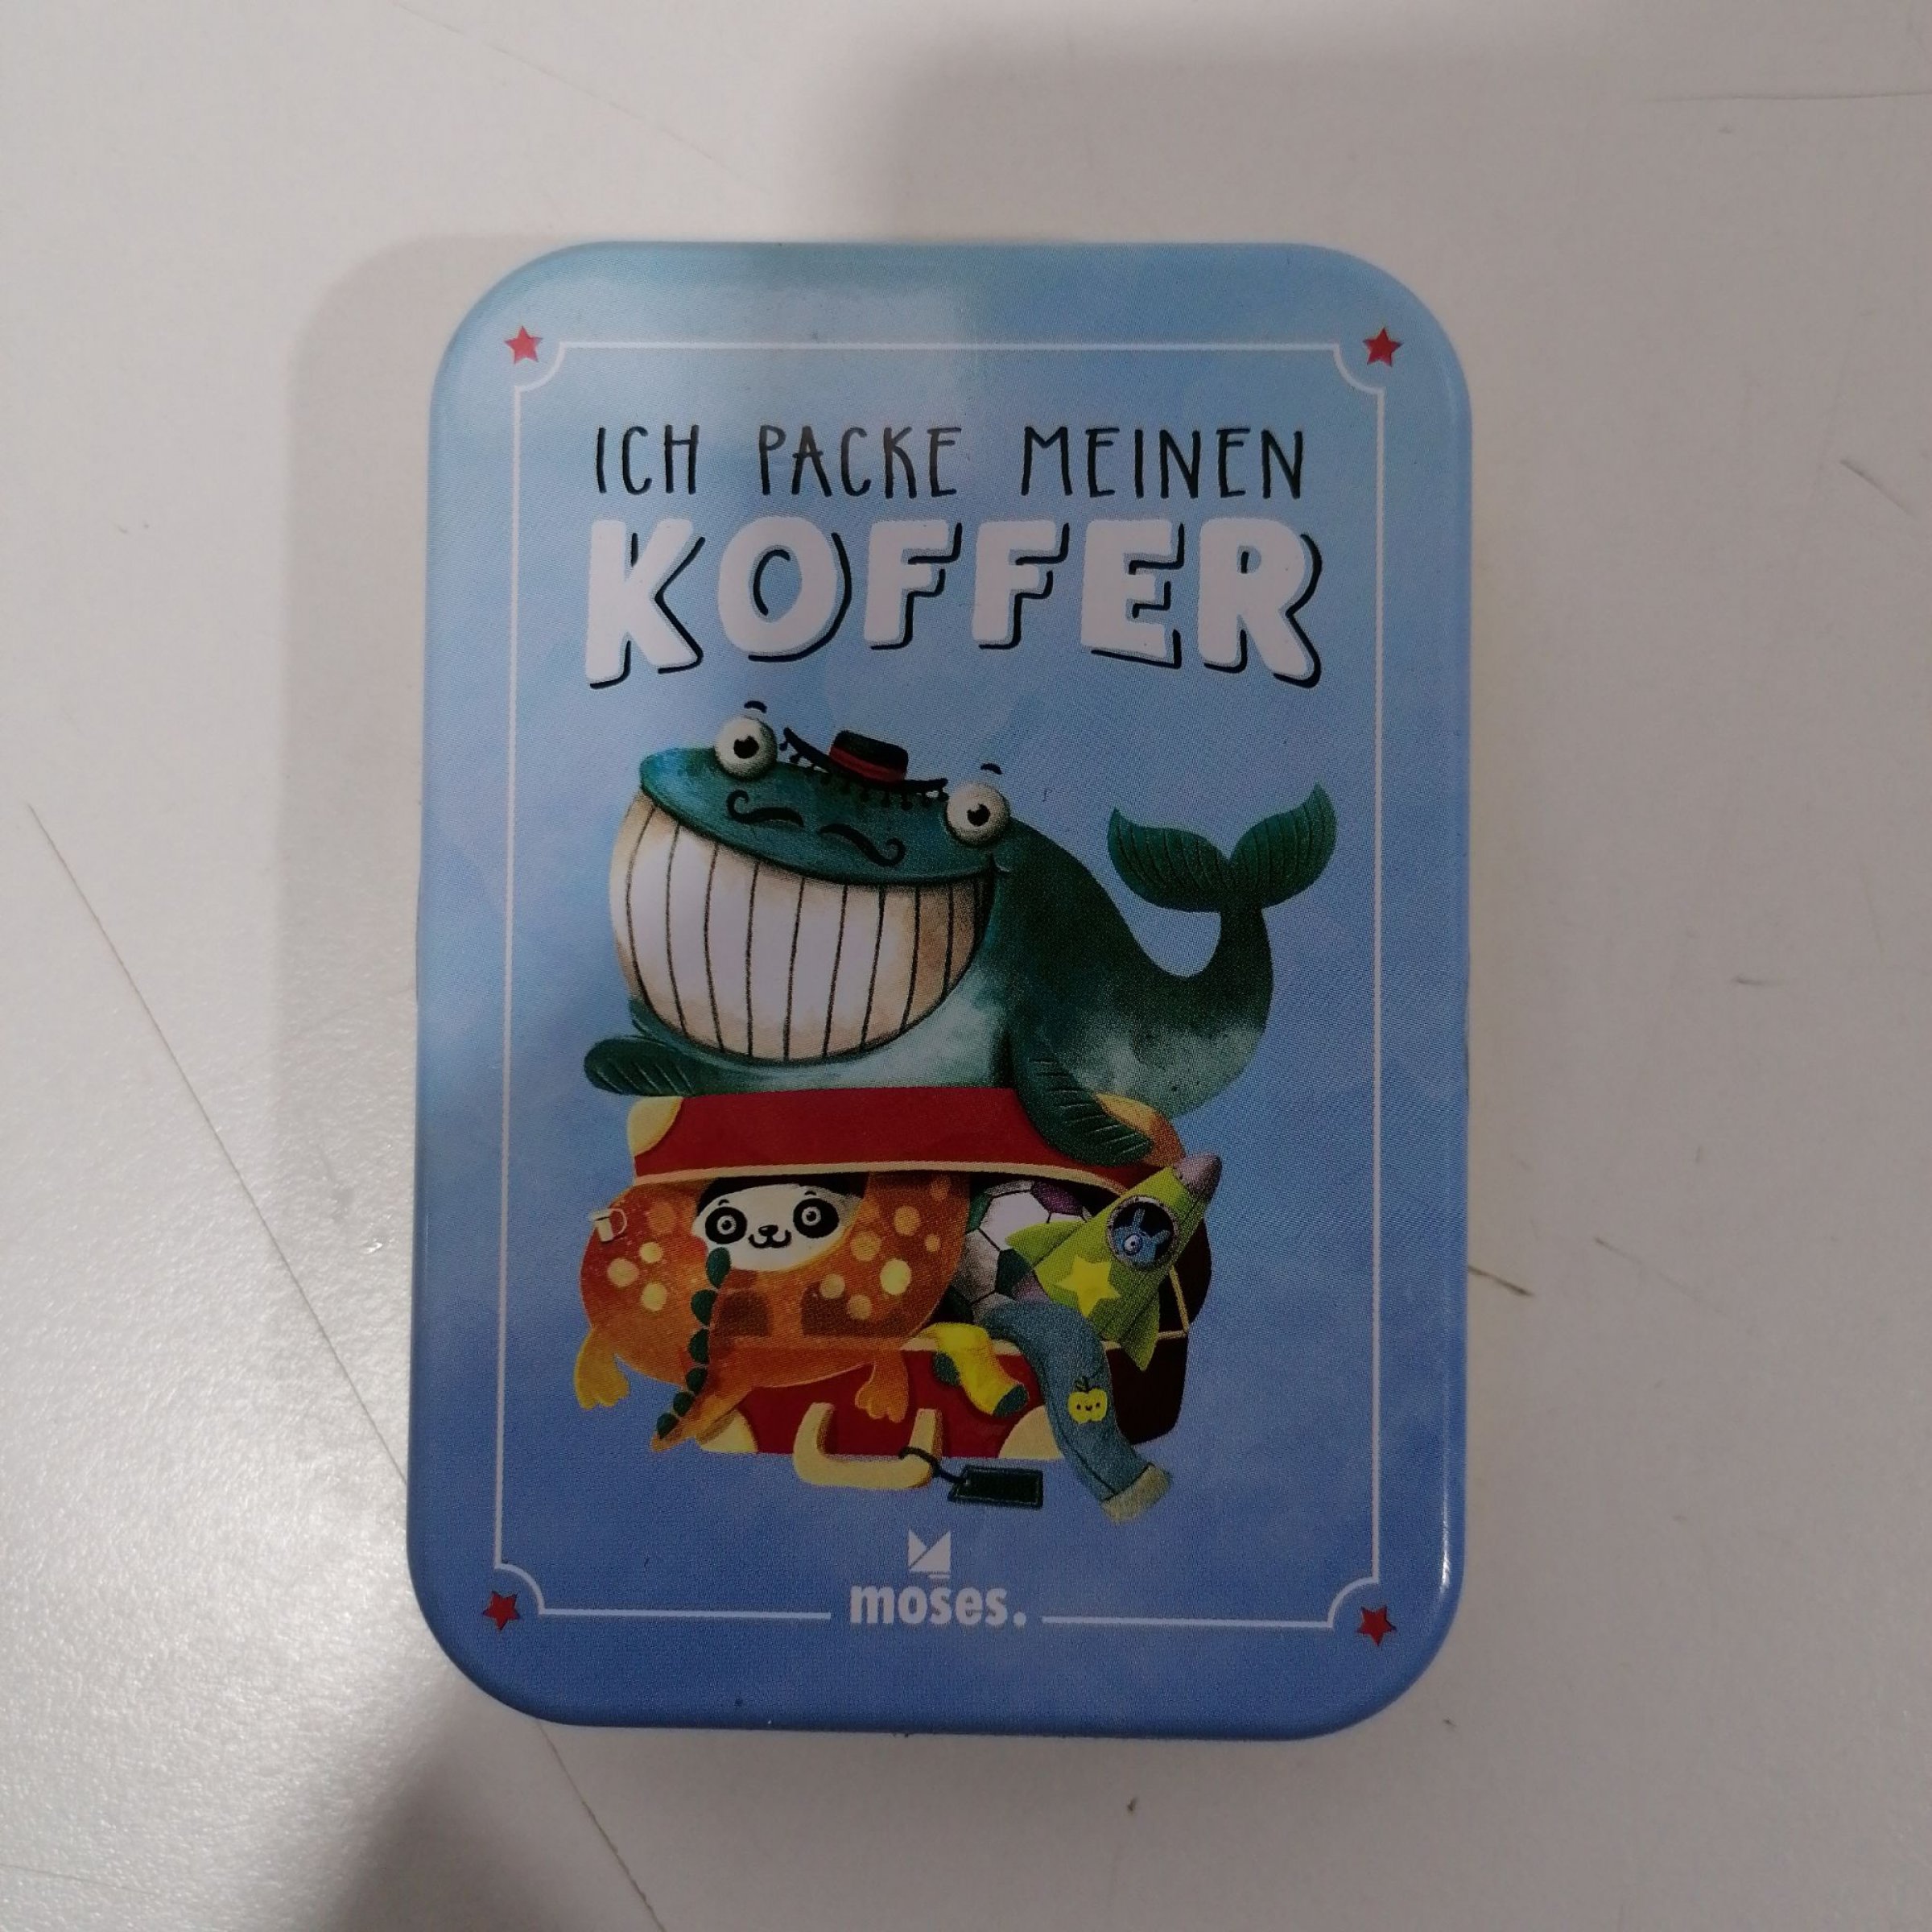 ICH PACKE MEINEN
KOFFER
moses.